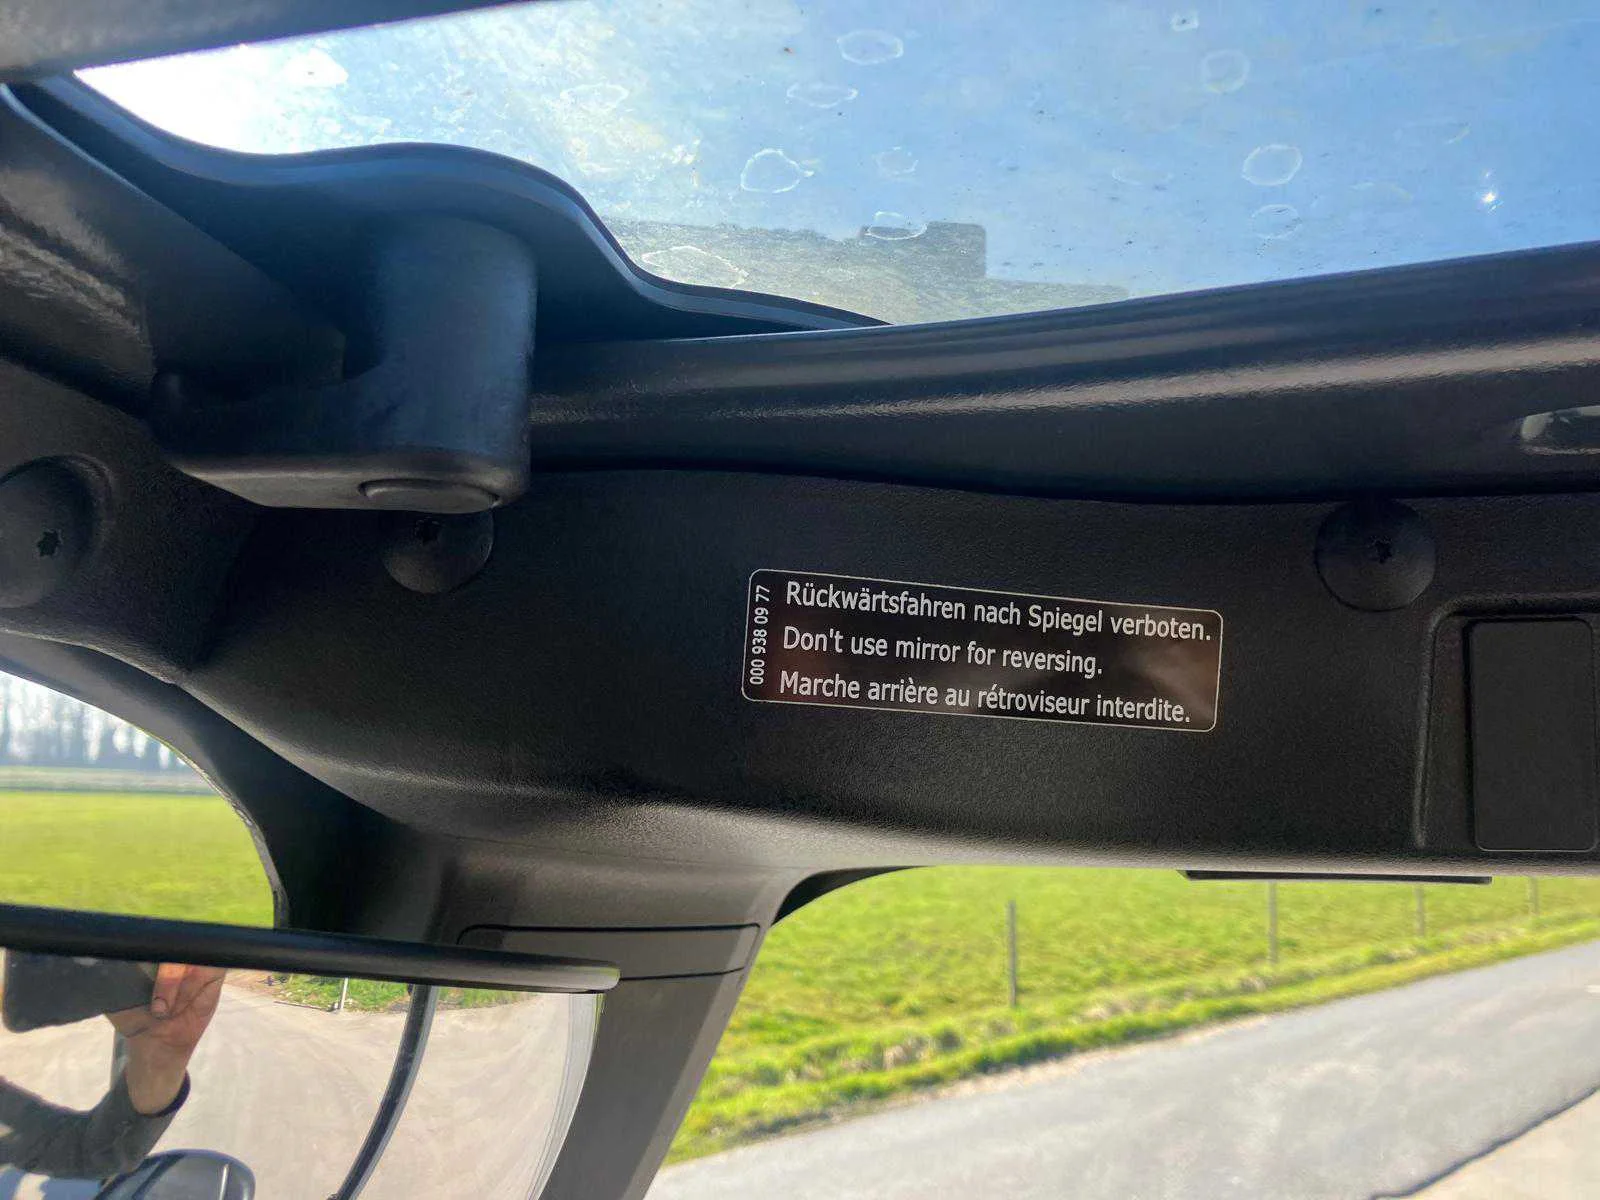 000 938 09 77
Rückwärtsfahren nach Spiegel verboten.
Don't use mirror for reversing.
Marche arrière au rétroviseur interdite.